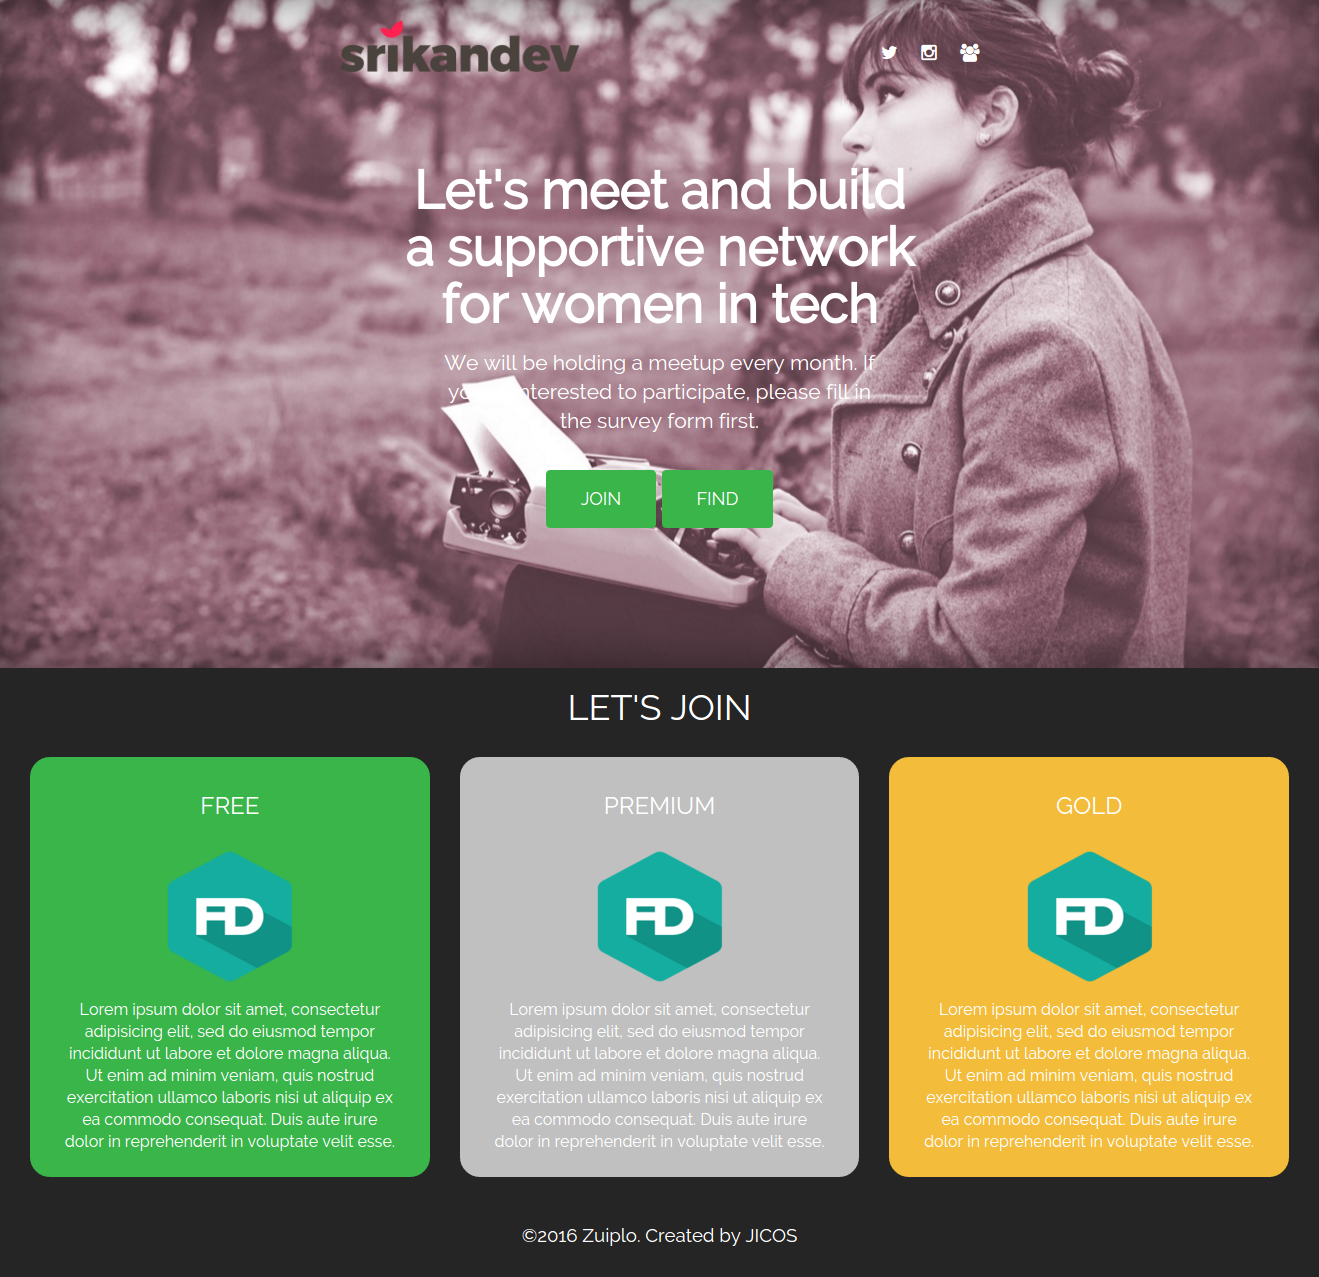 srikandev
Let's meet and build
a supportive network
for women in tech
We will be holding a meetup every month. If
interested to participate, please fill in
the survey form first.
JOIN FIND
LET'S JOIN
FREE
FD
Lorem ipsum dolor sit amet, consectetur
adipisicing elit, sed do eiusmod tempor
incididunt ut labore et dolore magna aliqua.
Ut enim ad minim veniam, quis nostrud
exercitation ullamco laboris nisi ut aliquip ex
ea commodo consequat. Duis aute irure
dolor in reprehenderit in voluptate velit esse.
PREMIUM
FD
Lorem ipsum dolor sit amet, consectetur
adipisicing elit, sed do eiusmod tempor
incididunt ut labore et dolore magna aliqua.
Ut enim ad minim veniam, quis nostrud
exercitation ullamco laboris nisi ut aliquip ex
ea commodo consequat. Duis aute irure
dolor in reprehenderit in voluptate velit esse.
GOLD
FD
Lorem ipsum dolor sit amet, consectetur
adipisicing elit, sed do eiusmod tempor
incididunt ut labore et dolore magna aliqua.
Ut enim ad minim veniam, quis nostrud
exercitation ullamco laboris nisi ut aliquip ex
ea commodo consequat. Duis aute irure
dolor in reprehenderit in voluptate velit esse.
©2016 Zuiplo. Created by JICOS